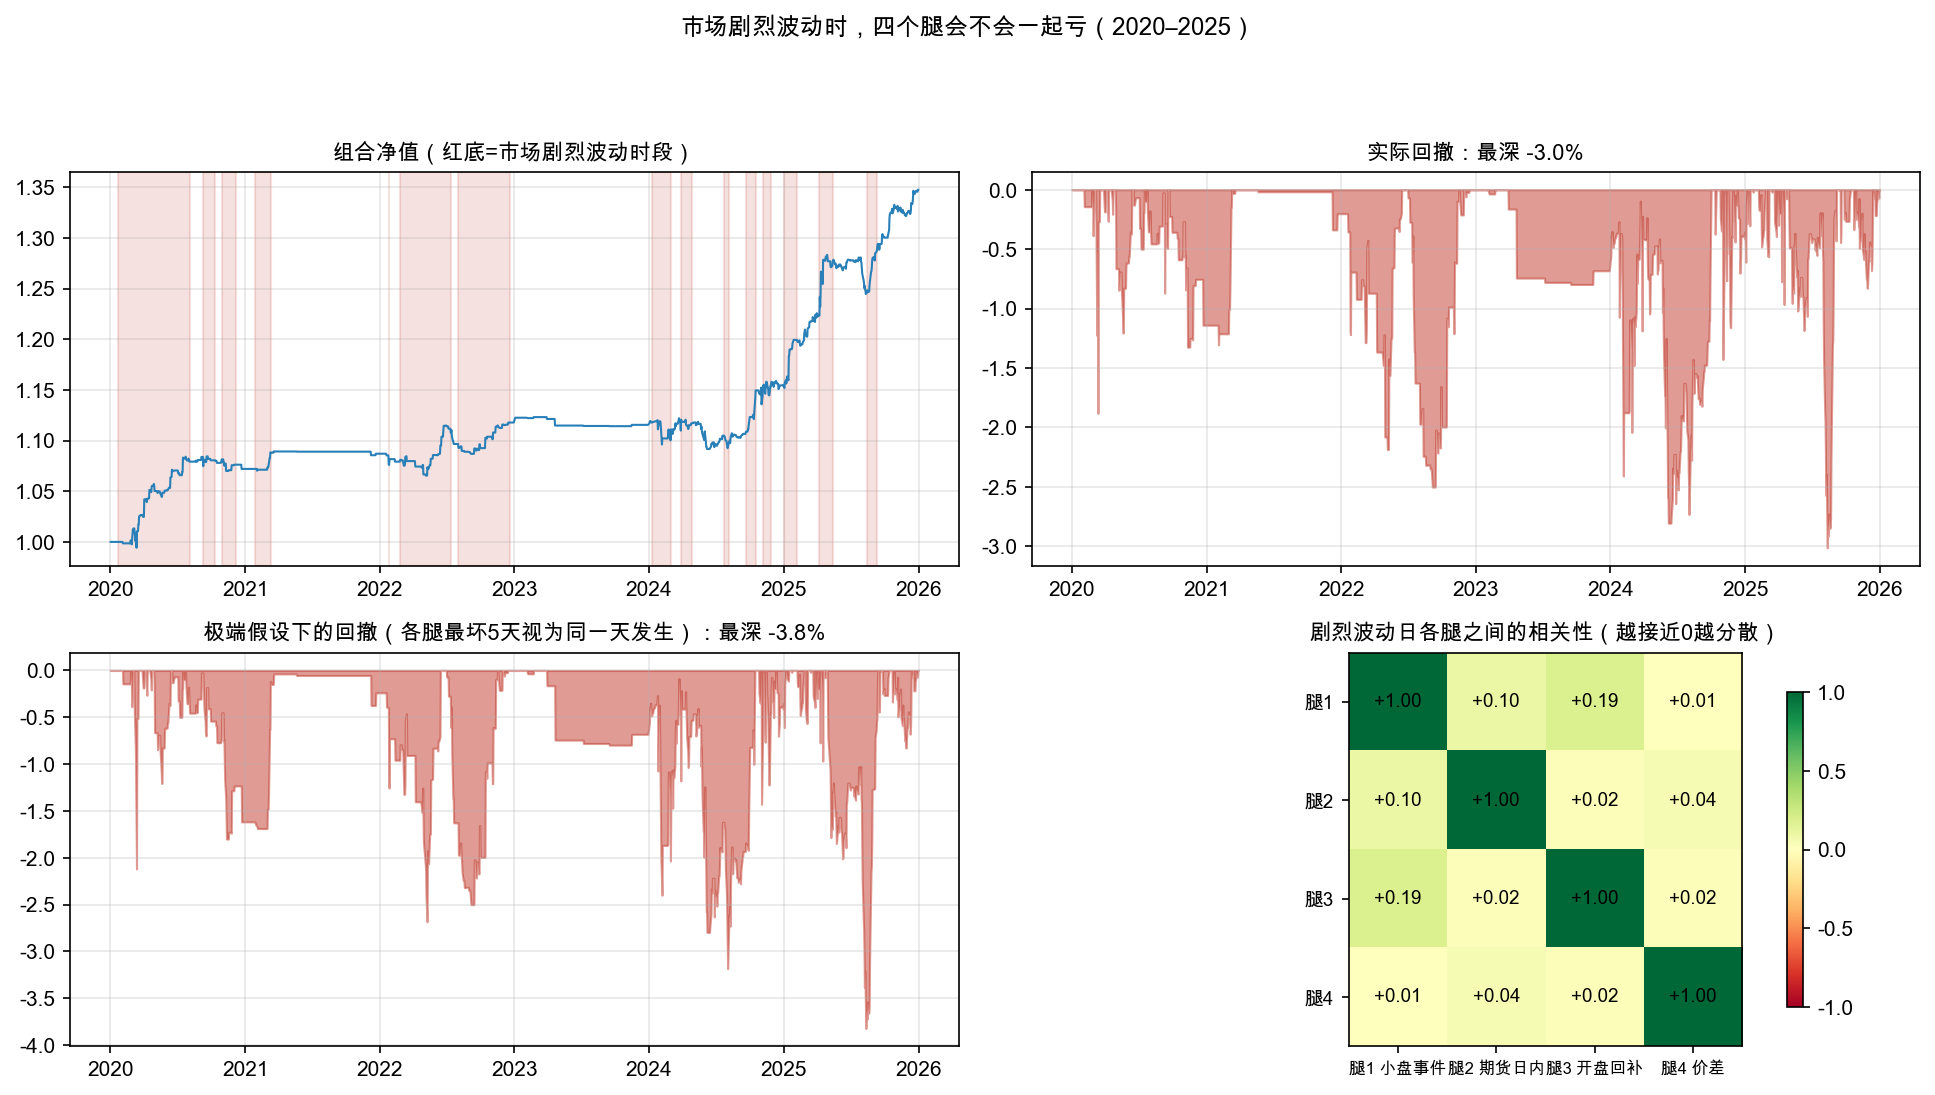 市场剧烈波动时，四个腿会不会一起亏（2020–2025）
组合净值（红底=市场剧烈波动时段）
1.35
1.30
1.25
1.20
1.15
1.10
1.05
1.00
2020 2021 2022 2023 2024 2025 2026
实际回撤：最深 -3.0%
0.0
-0.5
-1.0
-1.5
-2.0
-2.5
-3.0
2020 2021 2022 2023 2024 2025 2026
极端假设下的回撤（各腿最坏5天视为同一天发生）：最深 -3.8%
0.0
-0.5
-1.0
-1.5
-2.0
-2.5
-3.0
-3.5
-4.0
2020 2021 2022 2023 2024 2025 2026
剧烈波动日各腿之间的相关性（越接近0越分散）
腿1 +1.00 +0.10 +0.19 +0.01
腿2 +0.10 +1.00 +0.02 +0.04
腿3 +0.19 +0.02 +1.00 +0.02
腿4 +0.01 +0.04 +0.02 +1.00
腿1 小盘事件 腿2 期货日内 腿3 开盘回补 腿4 价差
1.0
0.5
0.0
-0.5
-1.0